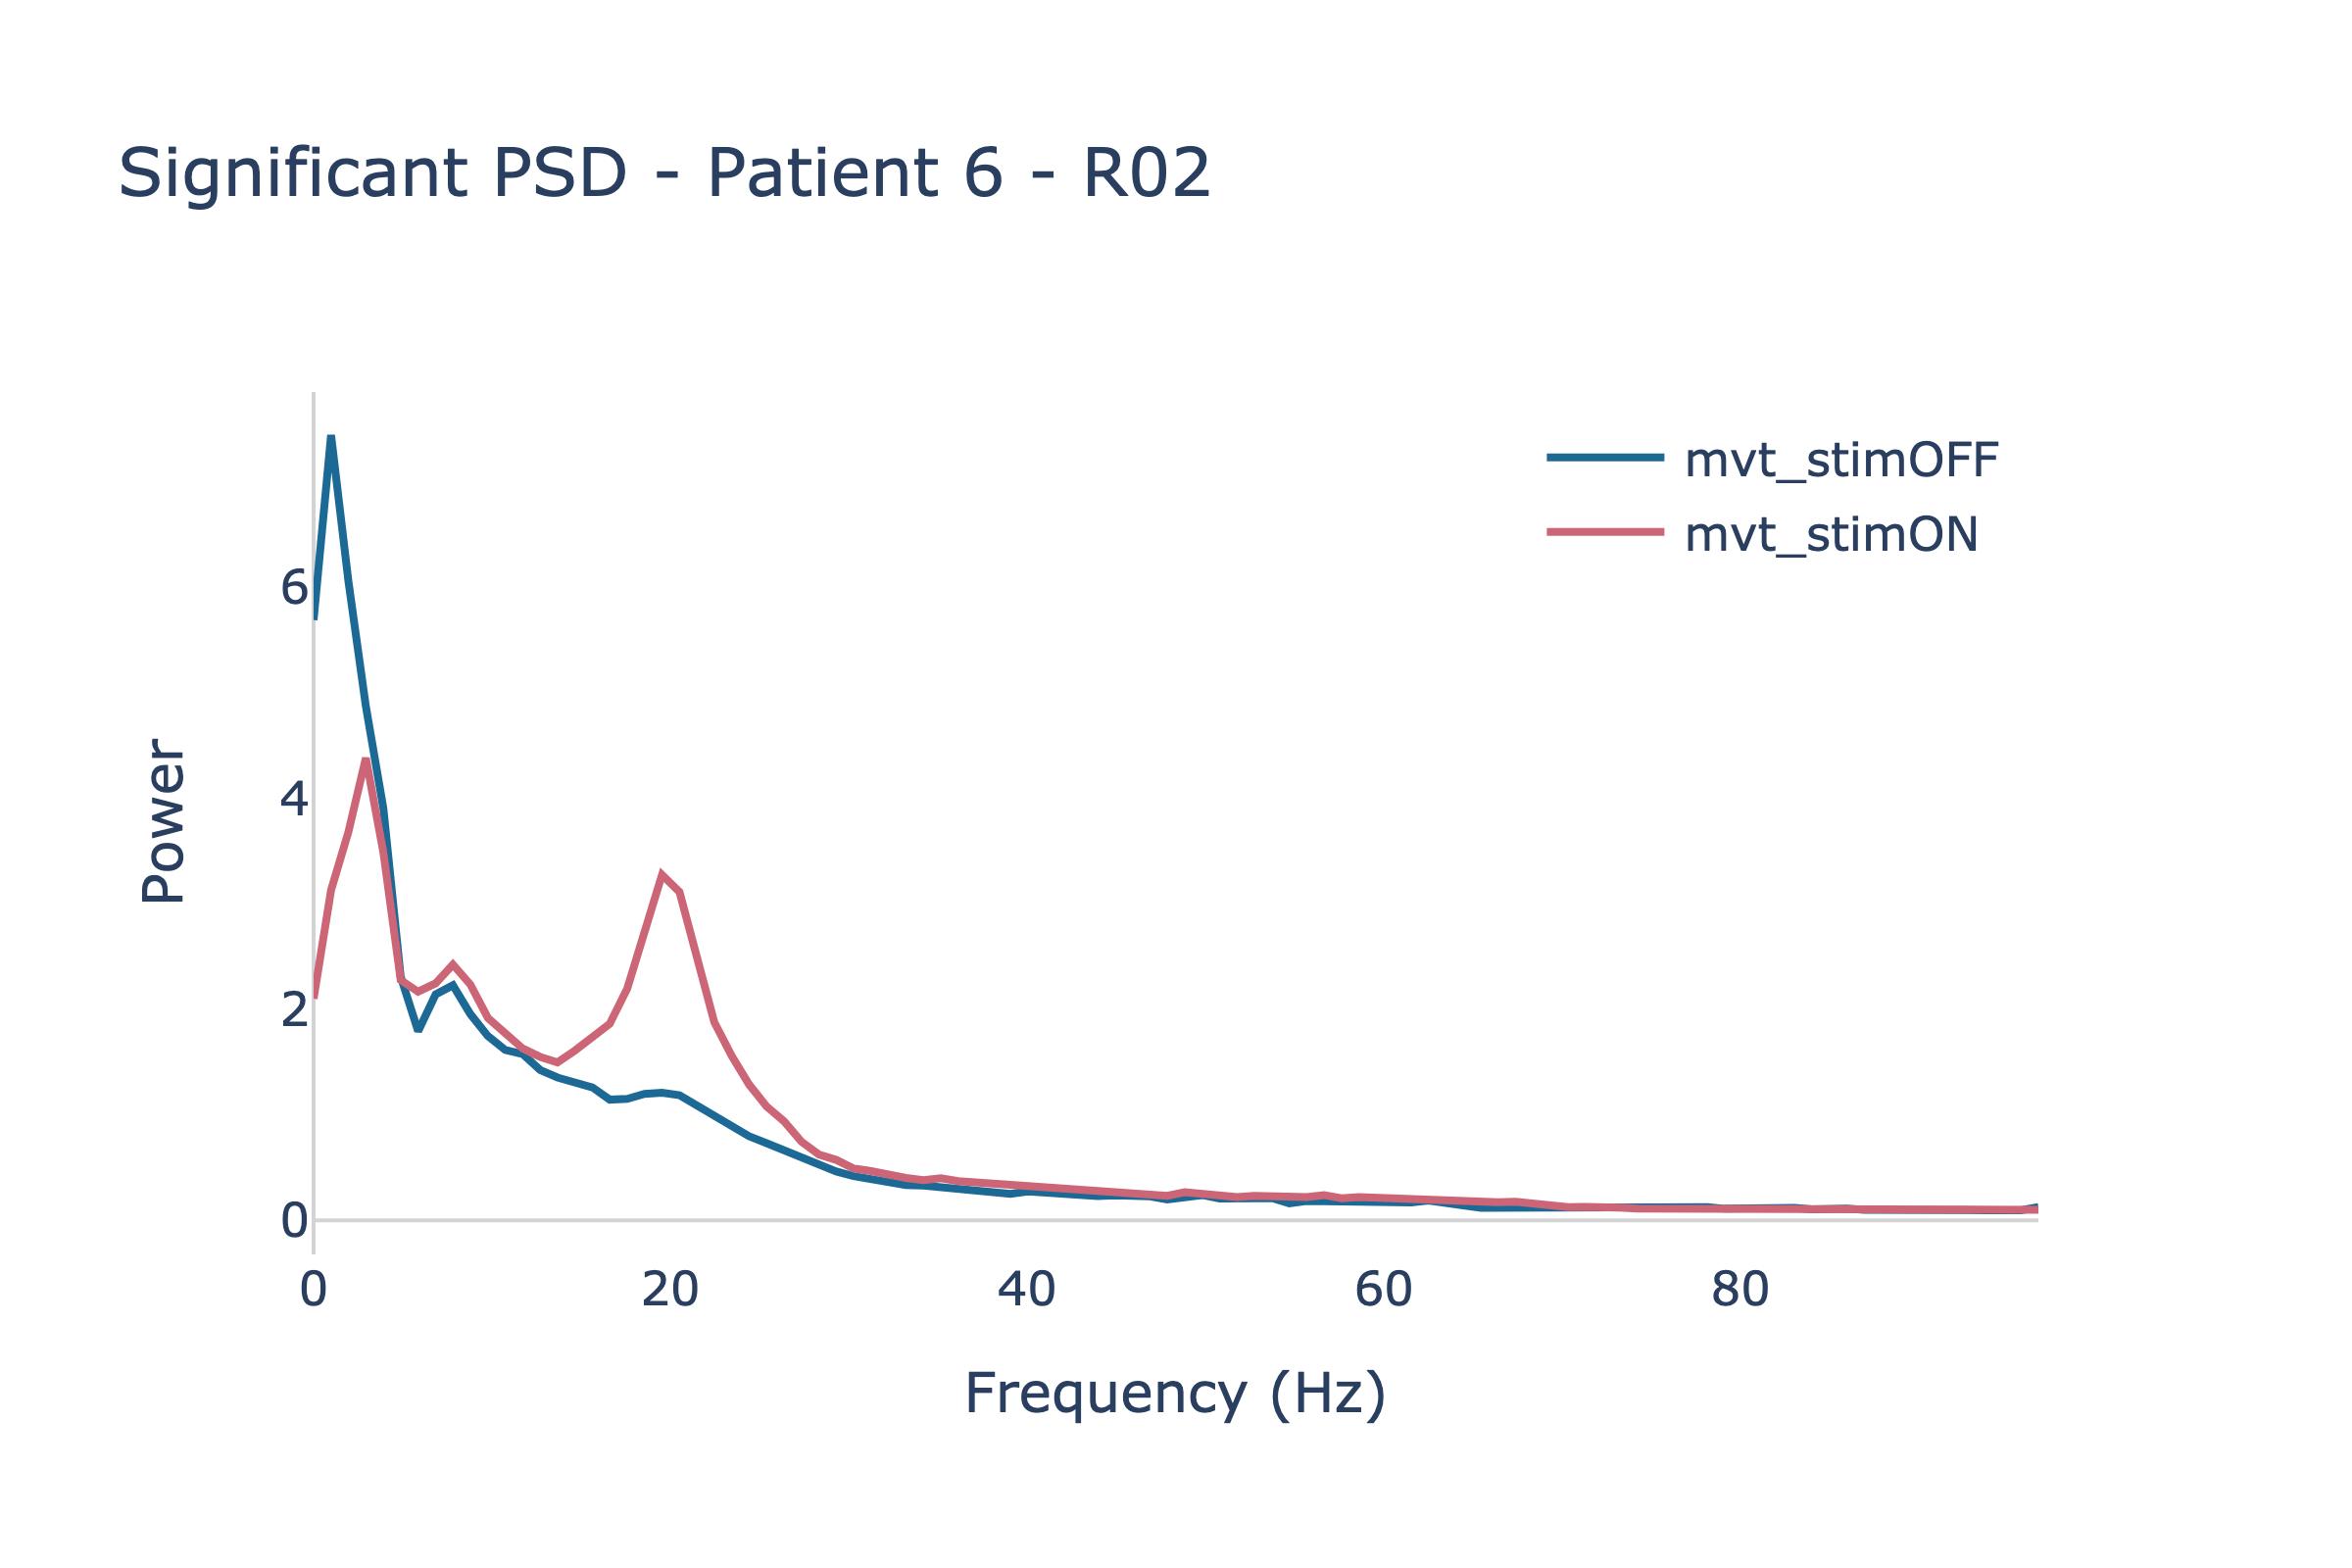 Significant PSD - Patient 6 - R02
mvt_stimOFF
mvt_stimON
Power
6
4
2
0
0 20 40 60 80
Frequency (Hz)